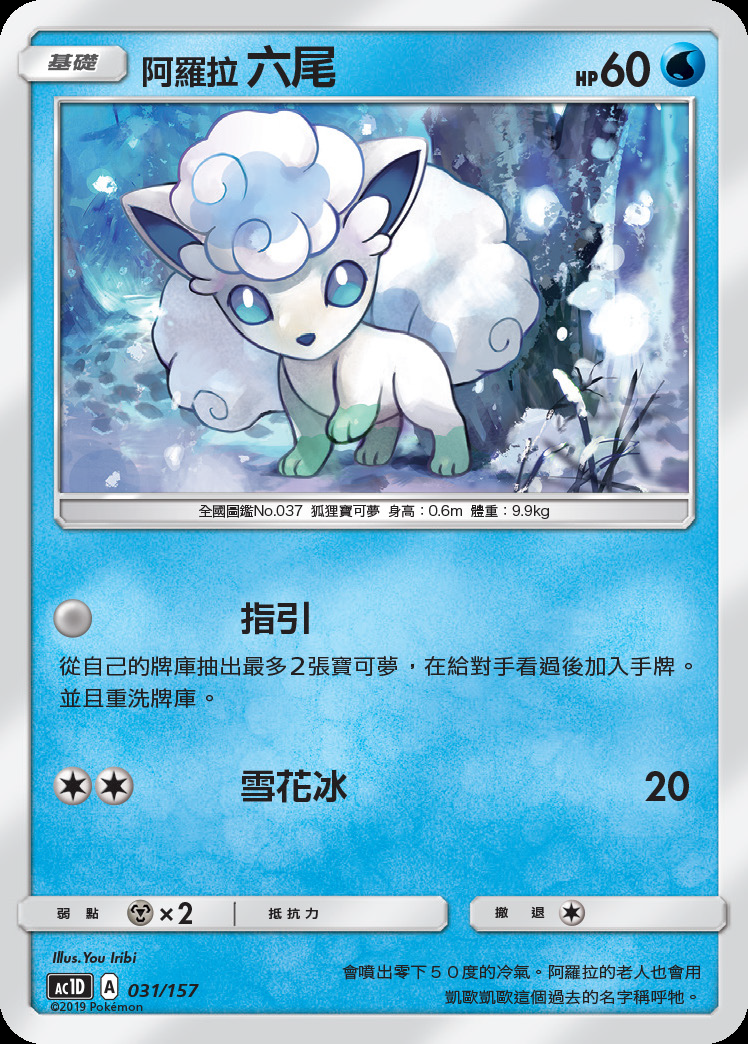 基礎 阿羅拉 六尾 HP60
全國圖鑑No.037 狐狸寶可夢 身高：0.6m 體重：9.9kg
指引
從自己的牌庫抽出最多2張寶可夢，在給對手看過後加入手牌。
並且重洗牌庫。
雪花冰 20
弱點 ×2 抵抗力 撤退
Illus. You Iribi
會噴出零下５０度的冷氣。阿羅拉的老人也會用
凱歐凱歐這個過去的名字稱呼牠。
AC1D A 031/157
©2019 Pokémon